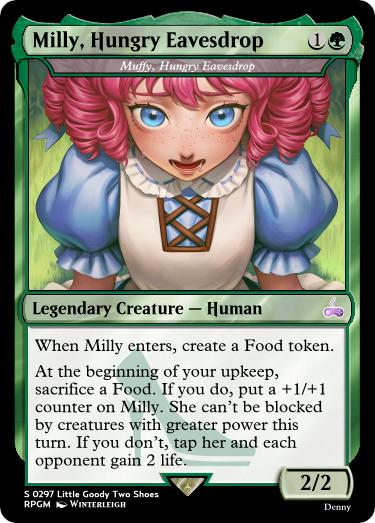 Milly, Hungry Eavesdrop 1
Muffy, Hungry Eavesdrop
Legendary Creature — Human
When Milly enters, create a Food token.
At the beginning of your upkeep,
sacrifice a Food. If you do, put a +1/+1
counter on Milly. She can't be blocked
by creatures with greater power this
turn. If you don't, tap her and each
opponent gain 2 life.
2/2
S 0297 Little Goody Two Shoes
RPGM Winterleigh
Denny